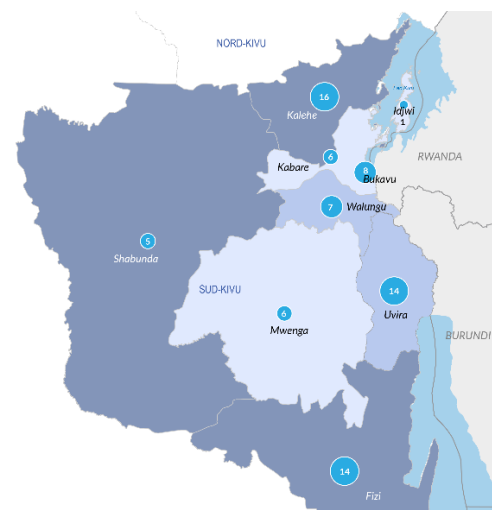 NORD-KIVU
16
Kalehe
Idjwi
1
RWANDA
6
Kabare
8
Bukavu
7
Walungu
5
Shabunda
SUD-KIVU
14
Uvira
6
Mwenga
BURUNDI
14
Fizi